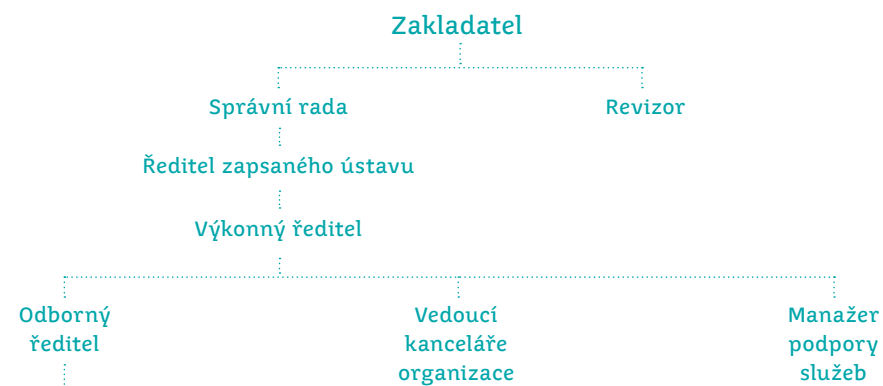 Zakladatel
Správní rada
Revizor
Ředitel zapsaného ústavu
Výkonný ředitel
Odborný
ředitel
Vedoucí
kanceláře
organizace
Manažer
podpory
služeb